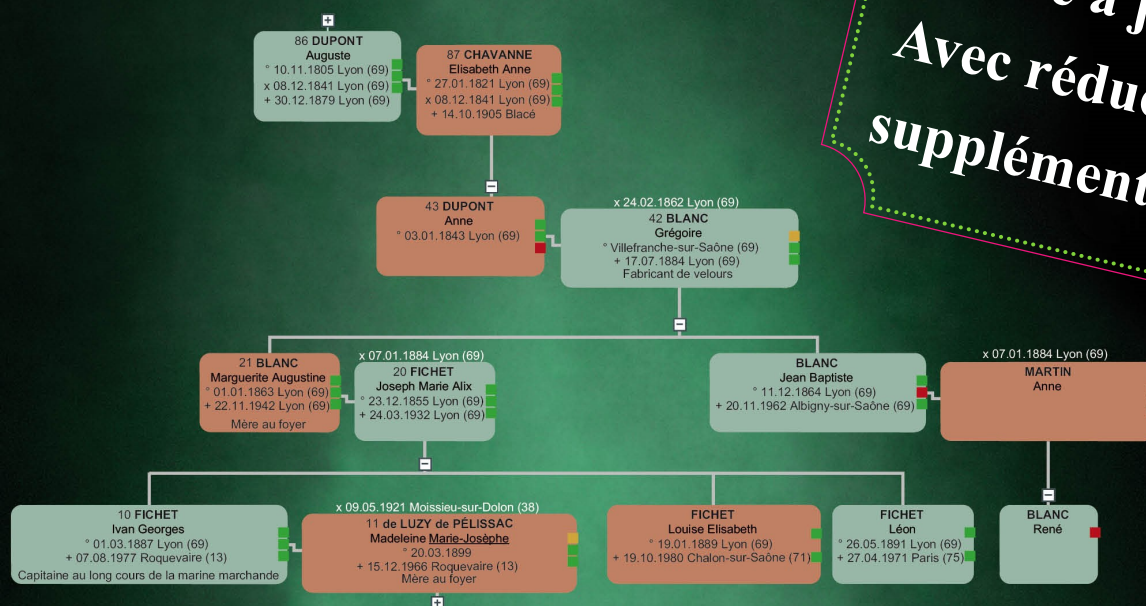 e à j
Avec réduc
supplément
86 DUPONT
Auguste
° 10.11.1805 Lyon (69)
x 08.12.1841 Lyon (69)
+ 30.12.1879 Lyon (69)
87 CHAVANNE
Elisabeth Anne
° 27.01.1821 Lyon (69)
x 08.12.1841 Lyon (69)
+ 14.10.1905 Blacé
43 DUPONT
Anne
° 03.01.1843 Lyon (69)
x 24.02.1862 Lyon (69)
42 BLANC
Grégoire
° Villefranche-sur-Saône (69)
+ 17.07.1884 Lyon (69)
Fabricant de velours
21 BLANC
Marguerite Augustine
° 01.01.1863 Lyon (69)
+ 22.11.1942 Lyon (69)
Mère au foyer
x 07.01.1884 Lyon (69)
20 FICHET
Joseph Marie Alix
° 23.12.1855 Lyon (69)
+ 24.03.1932 Lyon (69)
BLANC
Jean Baptiste
° 11.12.1864 Lyon (69)
+ 20.11.1962 Albigny-sur-Saône (69)
x 07.01.1884 Lyon (69)
MARTIN
Anne
10 FICHET
Ivan Georges
° 01.03.1887 Lyon (69)
+ 07.08.1977 Roquevaire (13)
Capitaine au long cours de la marine marchande
x 09.05.1921 Moissieu-sur-Dolon (38)
11 de LUZY de PÉLISSAC
Madeleine Marie-Josèphe
° 20.03.1899
+ 15.12.1966 Roquevaire (13)
Mère au foyer
FICHET
Louise Elisabeth
° 19.01.1889 Lyon (69)
+ 19.10.1980 Chalon-sur-Saône (71)
FICHET
Léon
° 26.05.1891 Lyon (69)
+ 27.04.1971 Paris (75)
BLANC
René